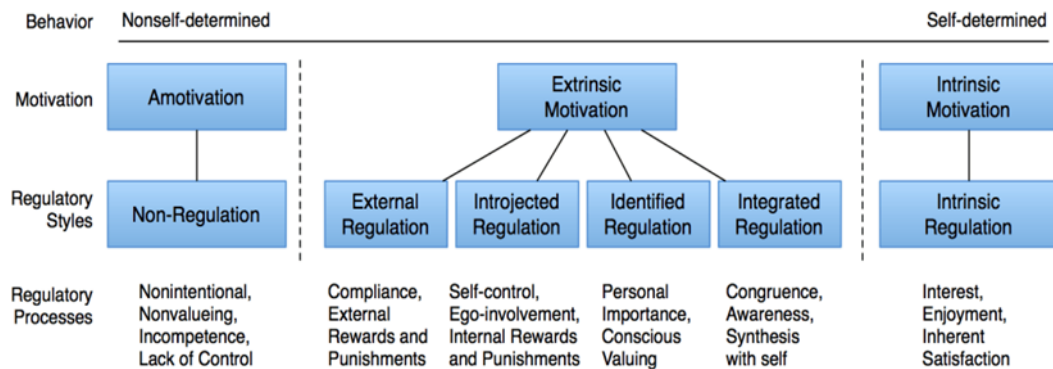 Behavior Nonself-determined Self-determined
Motivation Amotivation Extrinsic Motivation Intrinsic Motivation
Regulatory Styles Non-Regulation External Regulation Introjected Regulation Identified Regulation Integrated Regulation Intrinsic Regulation
Regulatory Processes
Nonintentional,
Nonvalueing,
Incompetence,
Lack of Control
Compliance,
External
Rewards and
Punishments
Self-control,
Ego-involvement,
Internal Rewards
and Punishments
Personal
Importance,
Conscious
Valuing
Congruence,
Awareness,
Synthesis
with self
Interest,
Enjoyment,
Inherent
Satisfaction